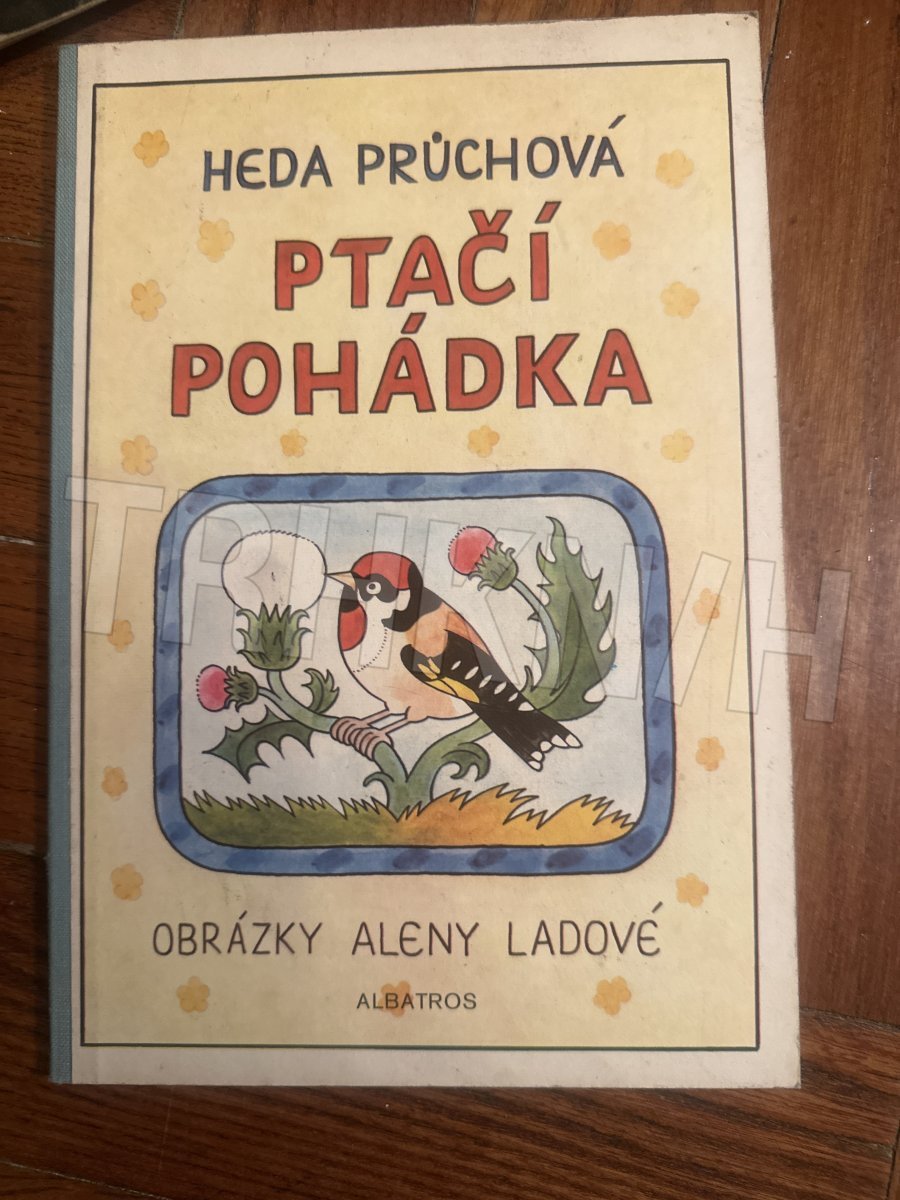 HEDA PRŮCHOVÁ
PTAČÍ
POHÁDKA
OBRÁZKY ALENY LADOVÉ
ALBATROS